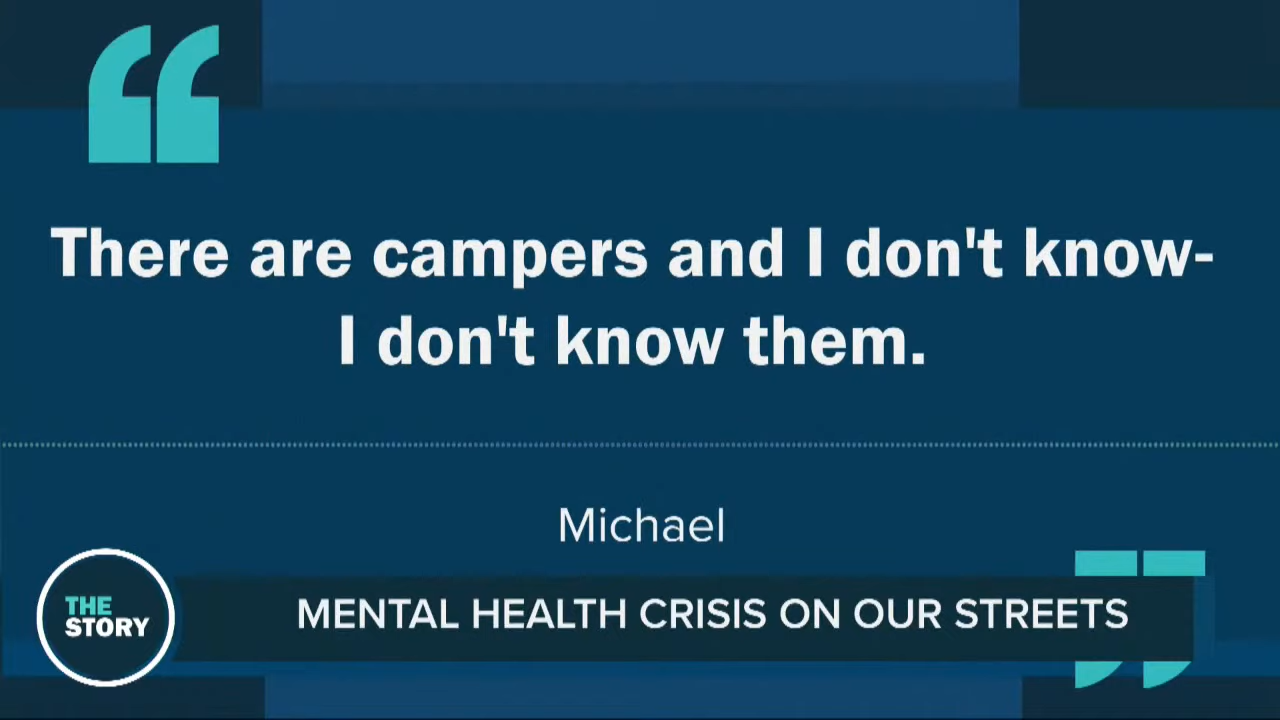 There are campers and I don't know-
I don't know them.
Michael
THE
STORY
MENTAL HEALTH CRISIS ON OUR STREETS